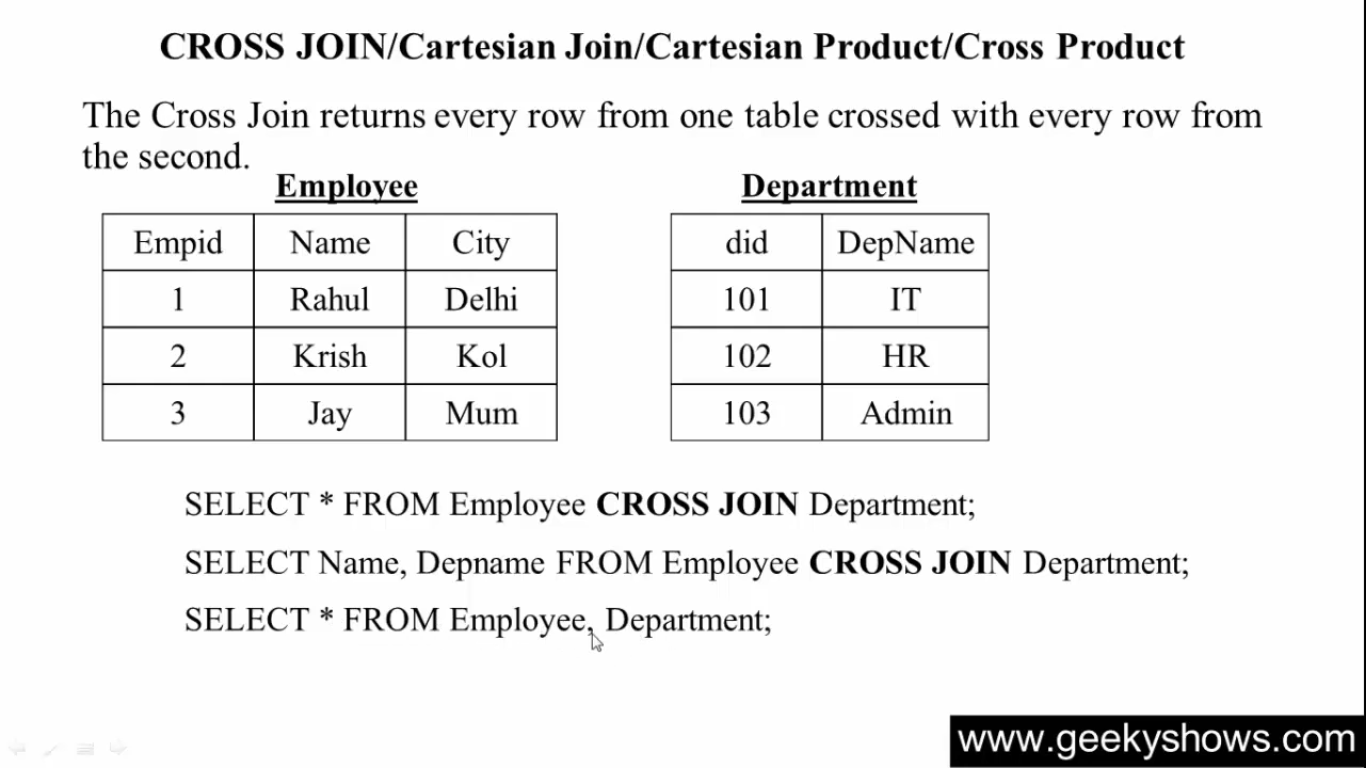 CROSS JOIN/Cartesian Join/Cartesian Product/Cross Product
The Cross Join returns every row from one table crossed with every row from
the second.
Employee
Empid Name City
1 Rahul Delhi
2 Krish Kol
3 Jay Mum
Department
did DepName
101 IT
102 HR
103 Admin
SELECT * FROM Employee CROSS JOIN Department;
SELECT Name, Depname FROM Employee CROSS JOIN Department;
SELECT * FROM Employee, Department;
www.geekyshows.com